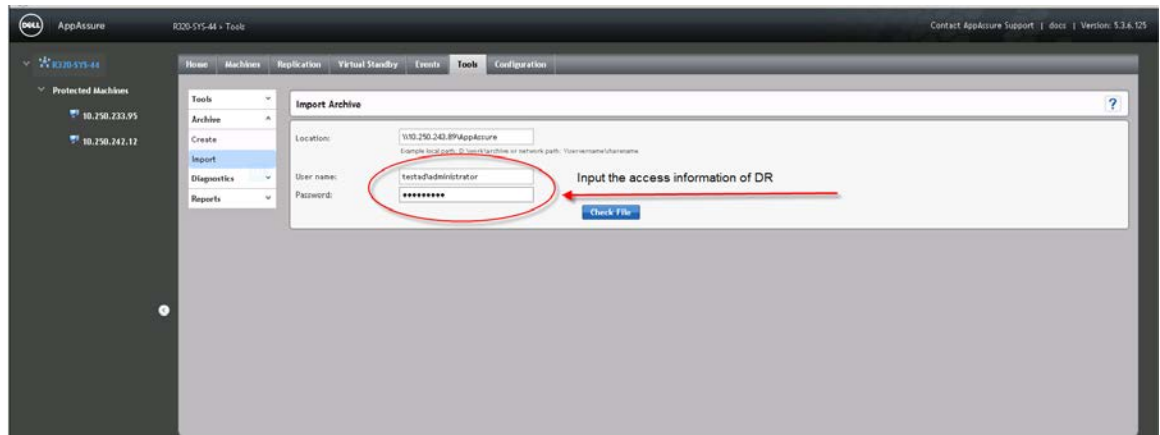 DELL AppAssure R320-SYS-44 › Tools Contact AppAssure Support | docs | Version: 5.3.6.125
R320-SYS-44
Home Machines Replication Virtual Standby Events Tools Configuration
Protected Machines
10.250.233.95
10.250.242.12
Tools
Archive
Create
Import
Diagnostics
Reports
Import Archive ?
Location: \\10.250.243.89\AppAssure
Example local path: D:\work\archive or network path: \\servername\sharename
User name: testad\administrator
Password: •••••••••
Input the access information of DR
Check File